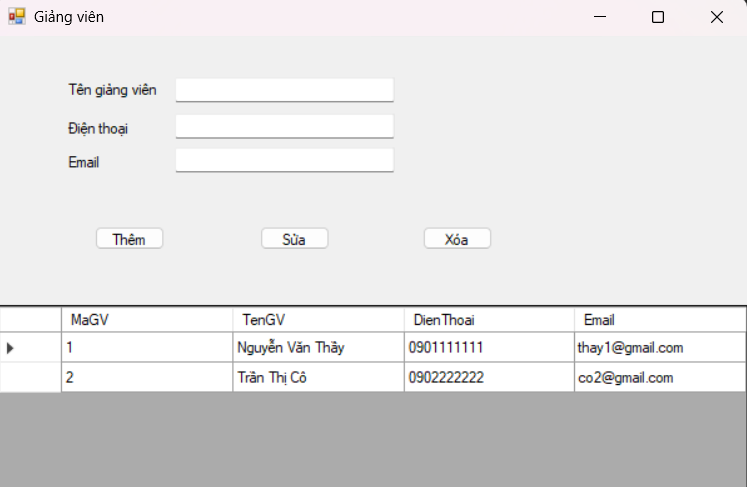 Giảng viên
Tên giảng viên
Điện thoại
Email
Thêm Sửa Xóa
MaGV TenGV DienThoai Email
1 Nguyễn Văn Thầy 0901111111 thay1@gmail.com
2 Trần Thị Cô 0902222222 co2@gmail.com